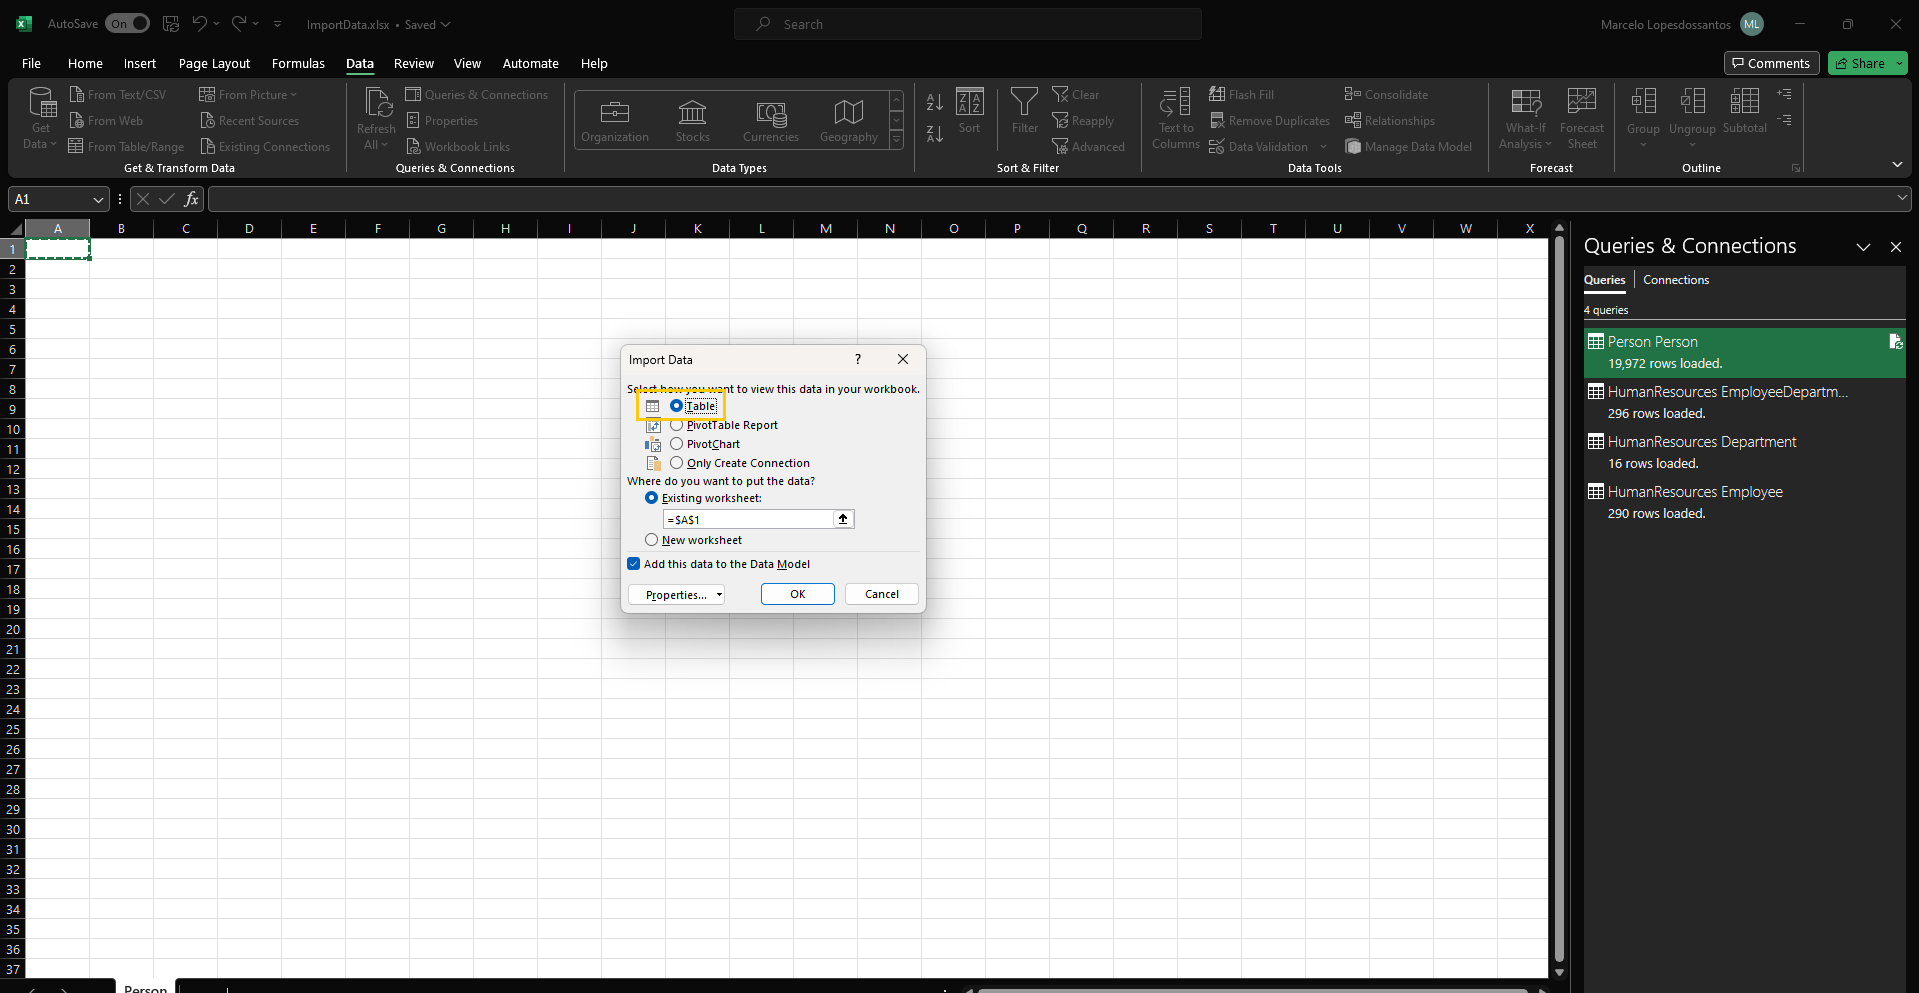 AutoSave On ImportData.xlsx • Saved Search Marcelo Lopesdossantos ML
File Home Insert Page Layout Formulas Data Review View Automate Help Comments Share
Get Data
From Text/CSV
From Web
From Table/Range
From Picture
Recent Sources
Existing Connections
Get & Transform Data
Refresh All
Queries & Connections
Properties
Workbook Links
Queries & Connections
Organization Stocks Currencies Geography
Data Types
Sort
Filter
Clear
Reapply
Advanced
Sort & Filter
Text to Columns
Flash Fill
Remove Duplicates
Data Validation
Consolidate
Relationships
Manage Data Model
Data Tools
What-If Analysis
Forecast Sheet
Forecast
Group Ungroup Subtotal
Outline
A1 fx
A B C D E F G H I J K L M N O P Q R S T U V W X
1
2
3
4
5
6
7
8
9
10
11
12
13
14
15
16
17
18
19
20
21
22
23
24
25
26
27
28
29
30
31
32
33
34
35
36
37
Import Data ?
Select how you want to view this data in your workbook.
Table
PivotTable Report
PivotChart
Only Create Connection
Where do you want to put the data?
Existing worksheet:
=$A$1
New worksheet
Add this data to the Data Model
Properties... OK Cancel
Queries & Connections
Queries Connections
4 queries
Person Person
19,972 rows loaded.
HumanResources EmployeeDepartm...
296 rows loaded.
HumanResources Department
16 rows loaded.
HumanResources Employee
290 rows loaded.
Person